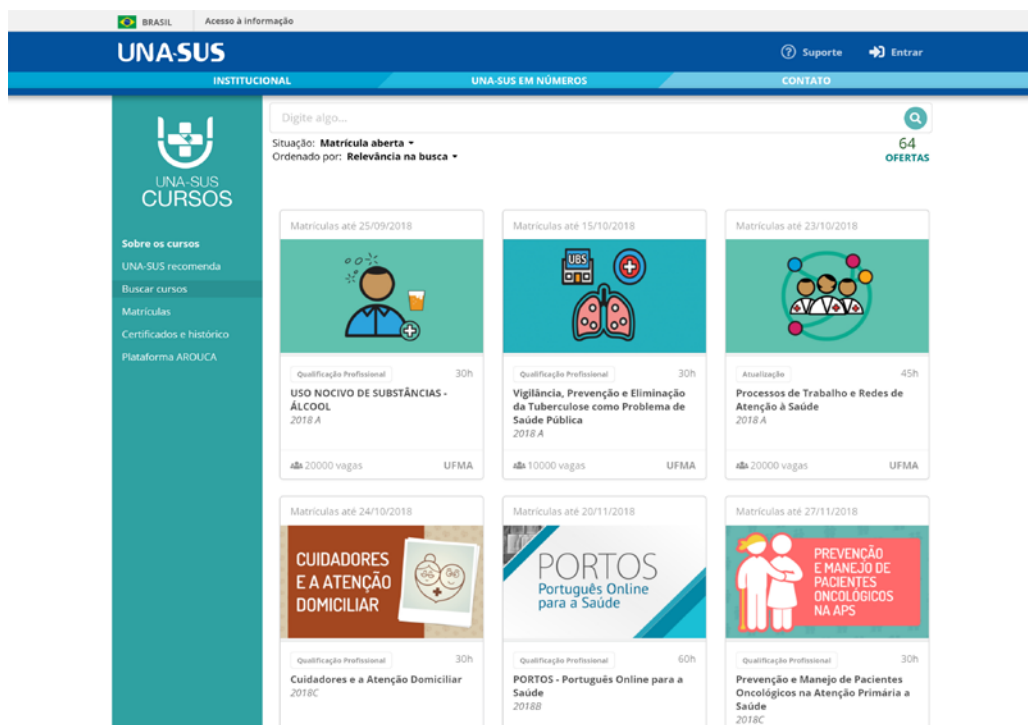 BRASIL Acesso à informação
UNA-SUS Suporte Entrar
INSTITUCIONAL UNA-SUS EM NÚMEROS CONTATO
UNA-SUS
CURSOS
Sobre os cursos
UNA-SUS recomenda
Buscar cursos
Matrículas
Certificados e histórico
Plataforma AROUCA
Digite algo...
Situação: Matrícula aberta
Ordenado por: Relevância na busca
64
OFERTAS
Matrículas até 25/09/2018
Qualificação Profissional 30h
USO NOCIVO DE SUBSTÂNCIAS -
ÁLCOOL
2018 A
20000 vagas UFMA
Matrículas até 15/10/2018
UBS
Qualificação Profissional 30h
Vigilância, Prevenção e Eliminação
da Tuberculose como Problema de
Saúde Pública
2018 A
10000 vagas UFMA
Matrículas até 23/10/2018
Atualização 45h
Processos de Trabalho e Redes de
Atenção à Saúde
2018 A
20000 vagas UFMA
Matrículas até 24/10/2018
CUIDADORES
E A ATENÇÃO
DOMICILIAR
Qualificação Profissional 30h
Cuidadores e a Atenção Domiciliar
2018C
Matrículas até 20/11/2018
PORTOS
Português Online
para a Saúde
Qualificação Profissional 60h
PORTOS - Português Online para a
Saúde
2018B
Matrículas até 27/11/2018
PREVENÇÃO
E MANEJO DE
PACIENTES
ONCOLÓGICOS
NA APS
Qualificação Profissional 30h
Prevenção e Manejo de Pacientes
Oncológicos na Atenção Primária a
Saúde
2018C